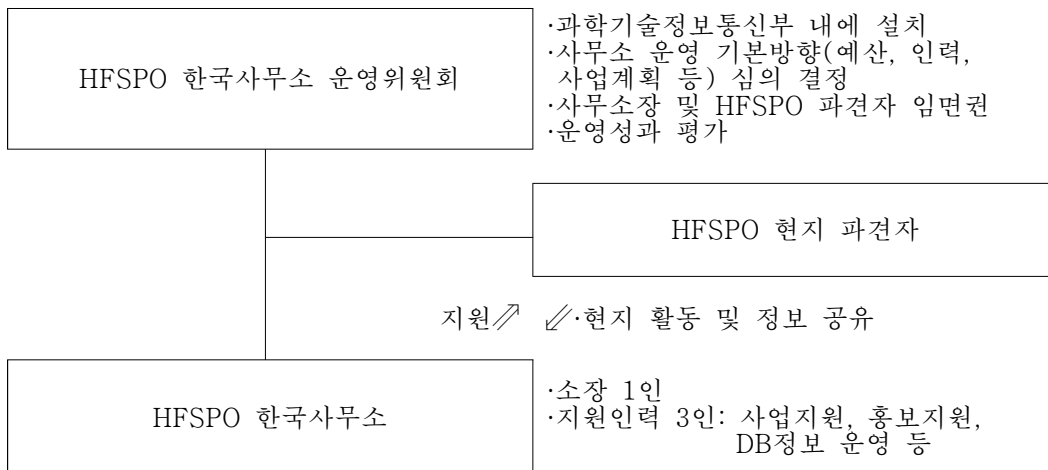 HFSPO 한국사무소 운영위원회
·과학기술정보통신부 내에 설치
·사무소 운영 기본방향(예산, 인력,
사업계획 등) 심의 결정
·사무소장 및 HFSPO 파견자 임면권
·운영성과 평가
HFSPO 현지 파견자
지원⇗ ⇙·현지 활동 및 정보 공유
HFSPO 한국사무소
·소장 1인
·지원인력 3인: 사업지원, 홍보지원,
DB정보 운영 등